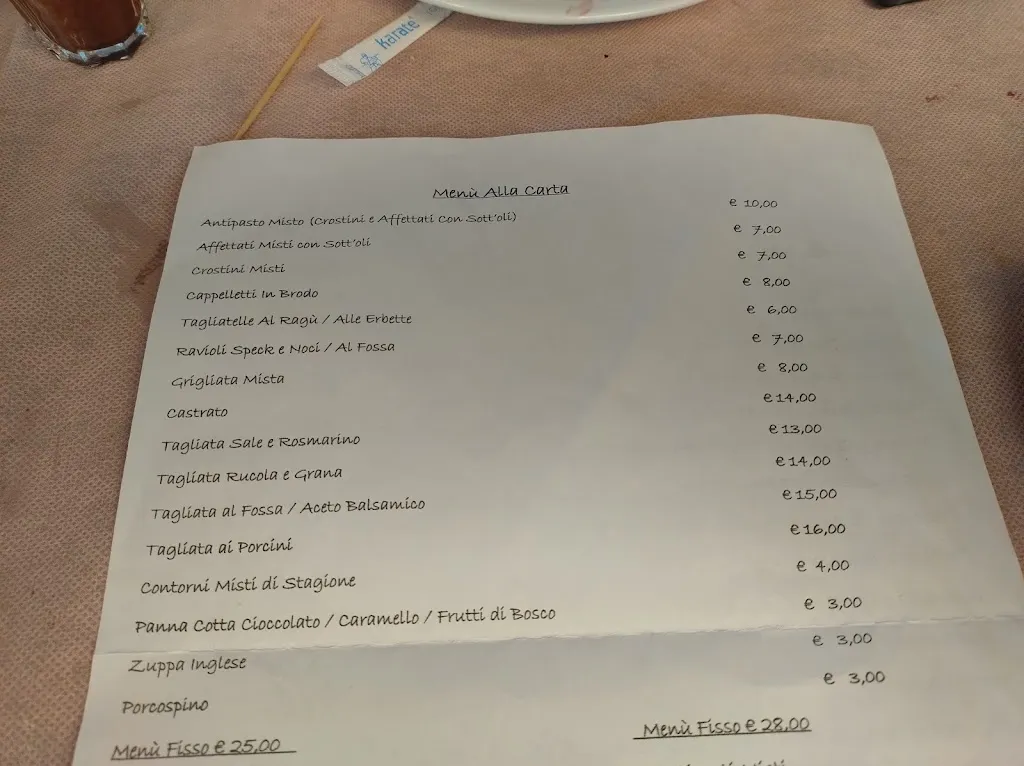 karate
Menù Alla Carta
Antipasto Misto (Crostini e Affettati Con Sott'oli) € 10,00
Affettati Misti con Sott'oli € 7,00
Crostini Misti € 7,00
Cappelletti In Brodo € 8,00
Tagliatelle Al Ragù / Alle Erbette € 6,00
Ravioli Speck e Noci / Al Fossa € 7,00
Grigliata Mista € 8,00
Castrato € 14,00
Tagliata Sale e Rosmarino € 13,00
Tagliata Rucola e Grana € 14,00
Tagliata al Fossa / Aceto Balsamico € 15,00
Tagliata ai Porcini € 16,00
Contorni Misti di Stagione € 4,00
Panna Cotta Cioccolato / Caramello / Frutti di Bosco € 3,00
Zuppa Inglese € 3,00
Porcospino € 3,00
Menù Fisso € 25,00 Menù Fisso € 28,00